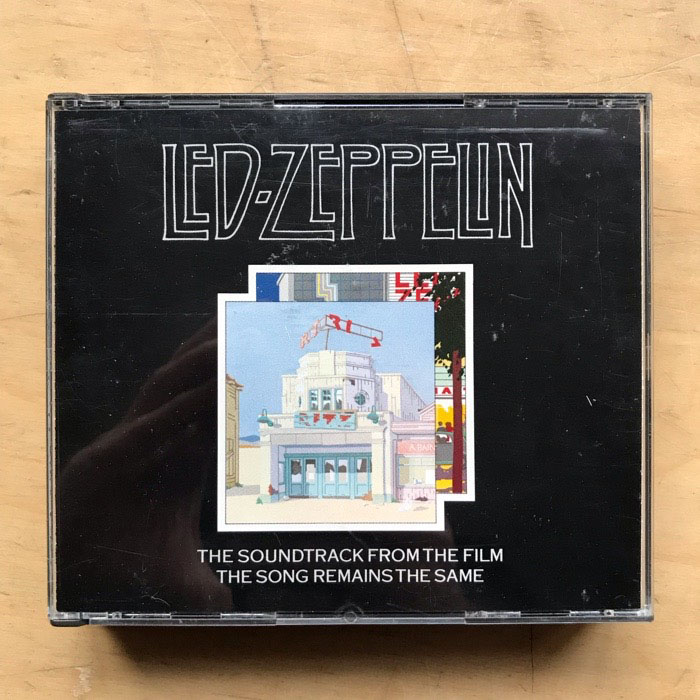 LED-ZEPPELIN
THE SOUNDTRACK FROM THE FILM
THE SONG REMAINS THE SAME